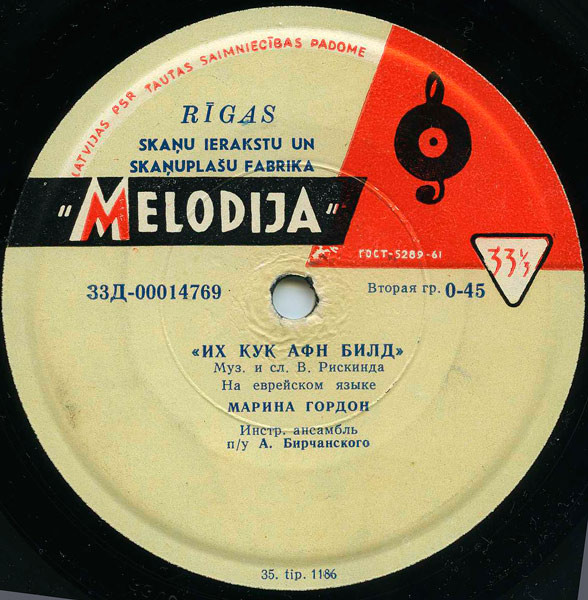 LATVIJAS PSR TAUTAS SAIMNIECĪBAS PADOME
RĪGAS
SKAŅU IERAKSTU UN
SKAŅUPLAŠU FABRIKA
"MELODIJA"
ГОСТ-5289-61
33⅓
33Д-00014769
Вторая гр. 0-45
«ИХ КУК АФН БИЛД»
Муз. и сл. В. Рискинда
На еврейском языке
МАРИНА ГОРДОН
Инстр. ансамбль
п/у А. Бирчанского
35. tip. 1186